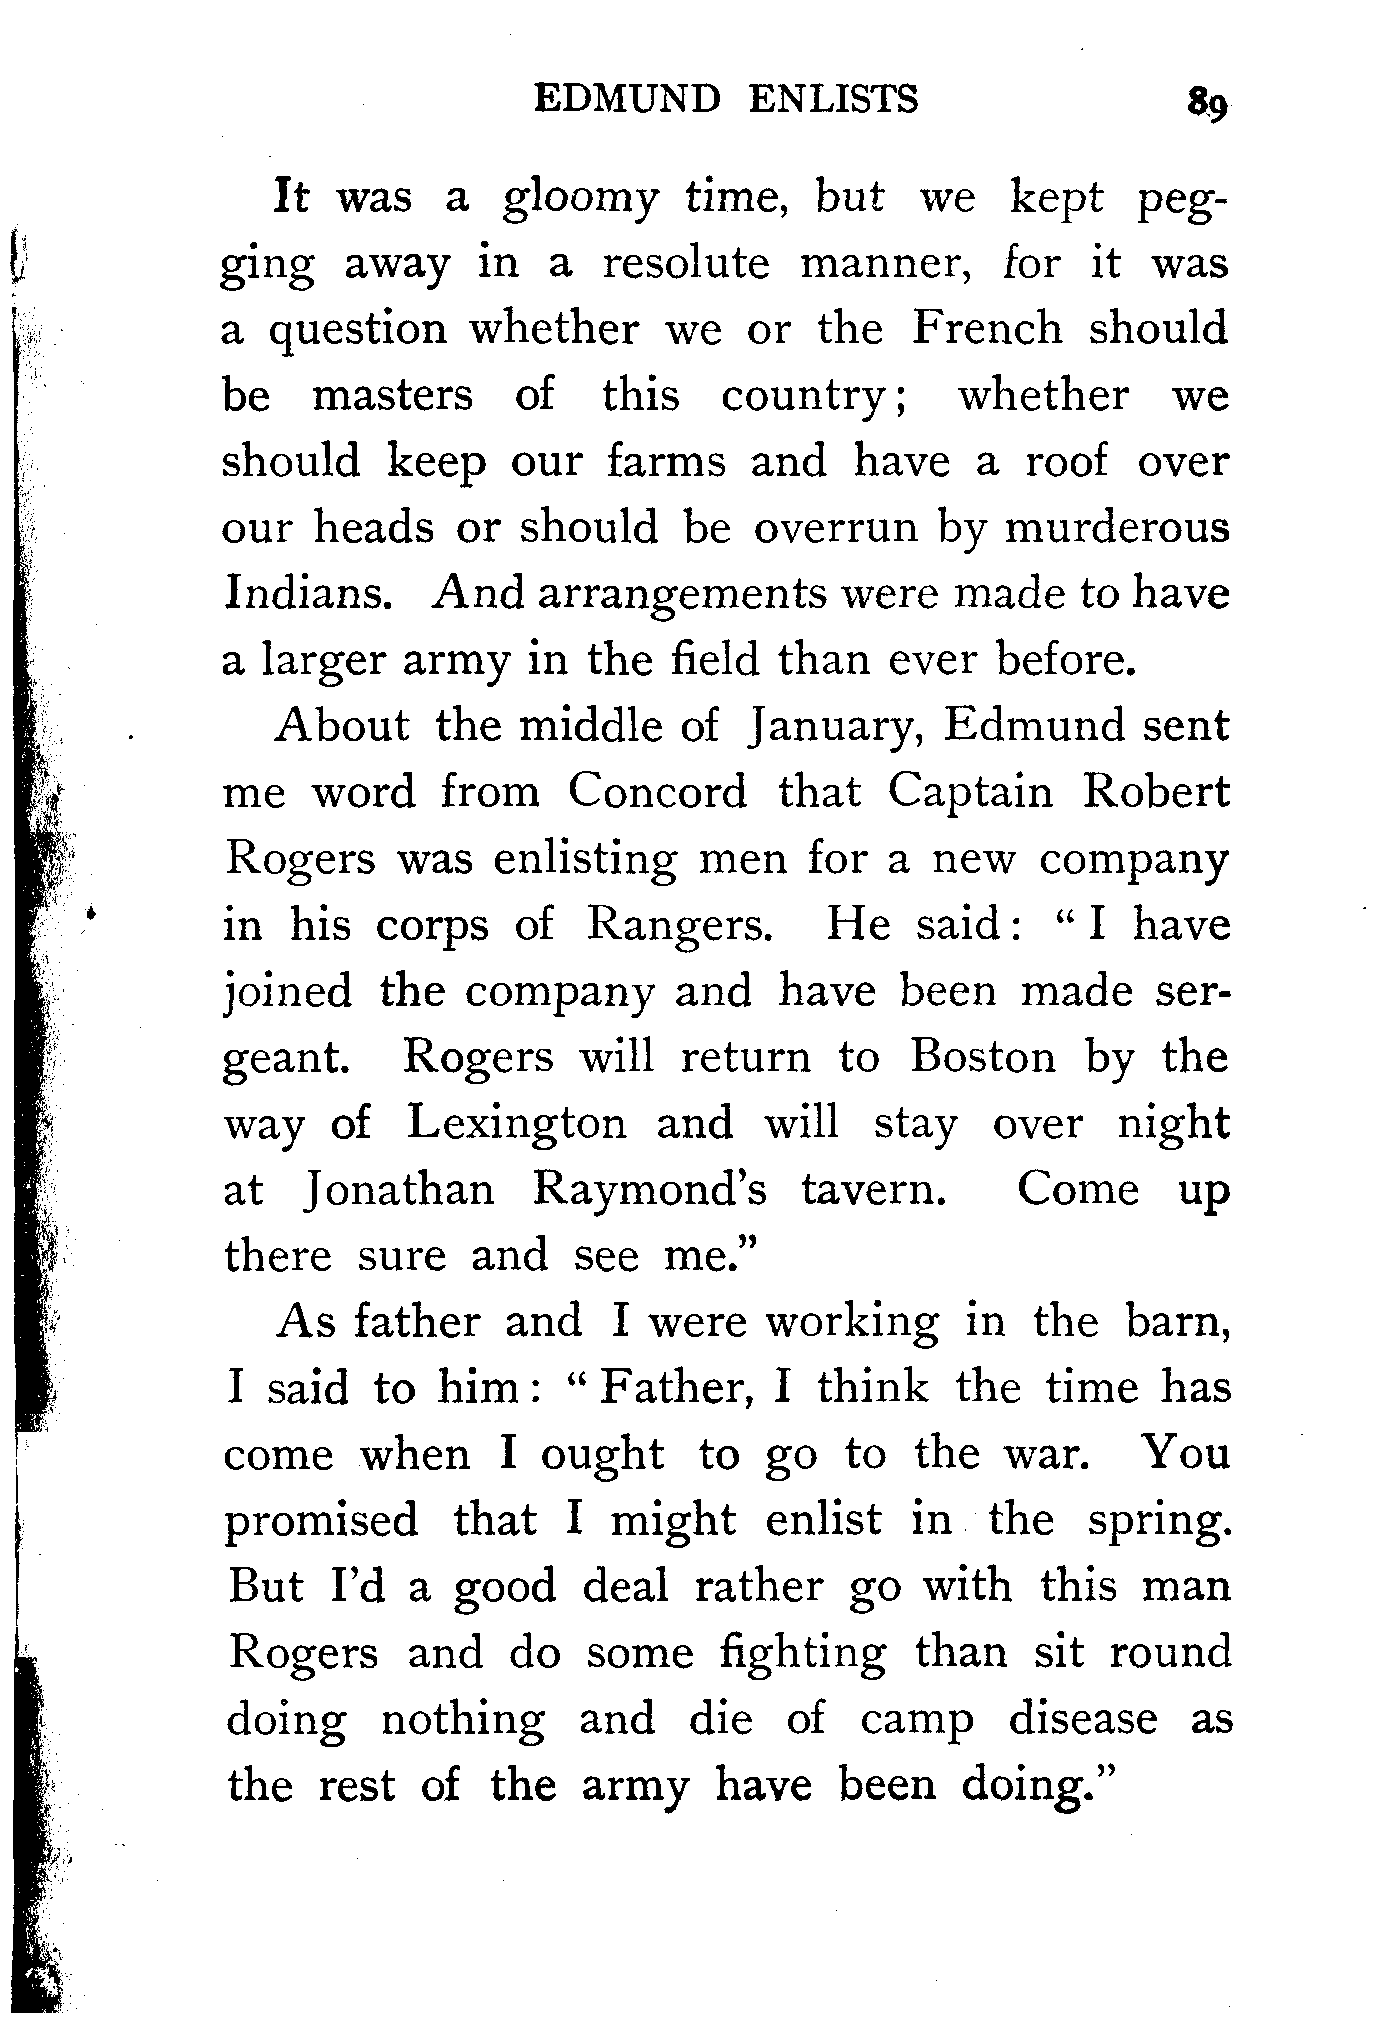 EDMUND ENLISTS 89
It was a gloomy time, but we kept peg-
ging away in a resolute manner, for it was
a question whether we or the French should
be masters of this country; whether we
should keep our farms and have a roof over
our heads or should be overrun by murderous
Indians. And arrangements were made to have
a larger army in the field than ever before.
About the middle of January, Edmund sent
me word from Concord that Captain Robert
Rogers was enlisting men for a new company
in his corps of Rangers. He said: “I have
joined the company and have been made ser-
geant. Rogers will return to Boston by the
way of Lexington and will stay over night
at Jonathan Raymond’s tavern. Come up
there sure and see me.”
As father and I were working in the barn,
I said to him: “Father, I think the time has
come when I ought to go to the war. You
promised that I might enlist in the spring.
But I’d a good deal rather go with this man
Rogers and do some fighting than sit round
doing nothing and die of camp disease as
the rest of the army have been doing.”